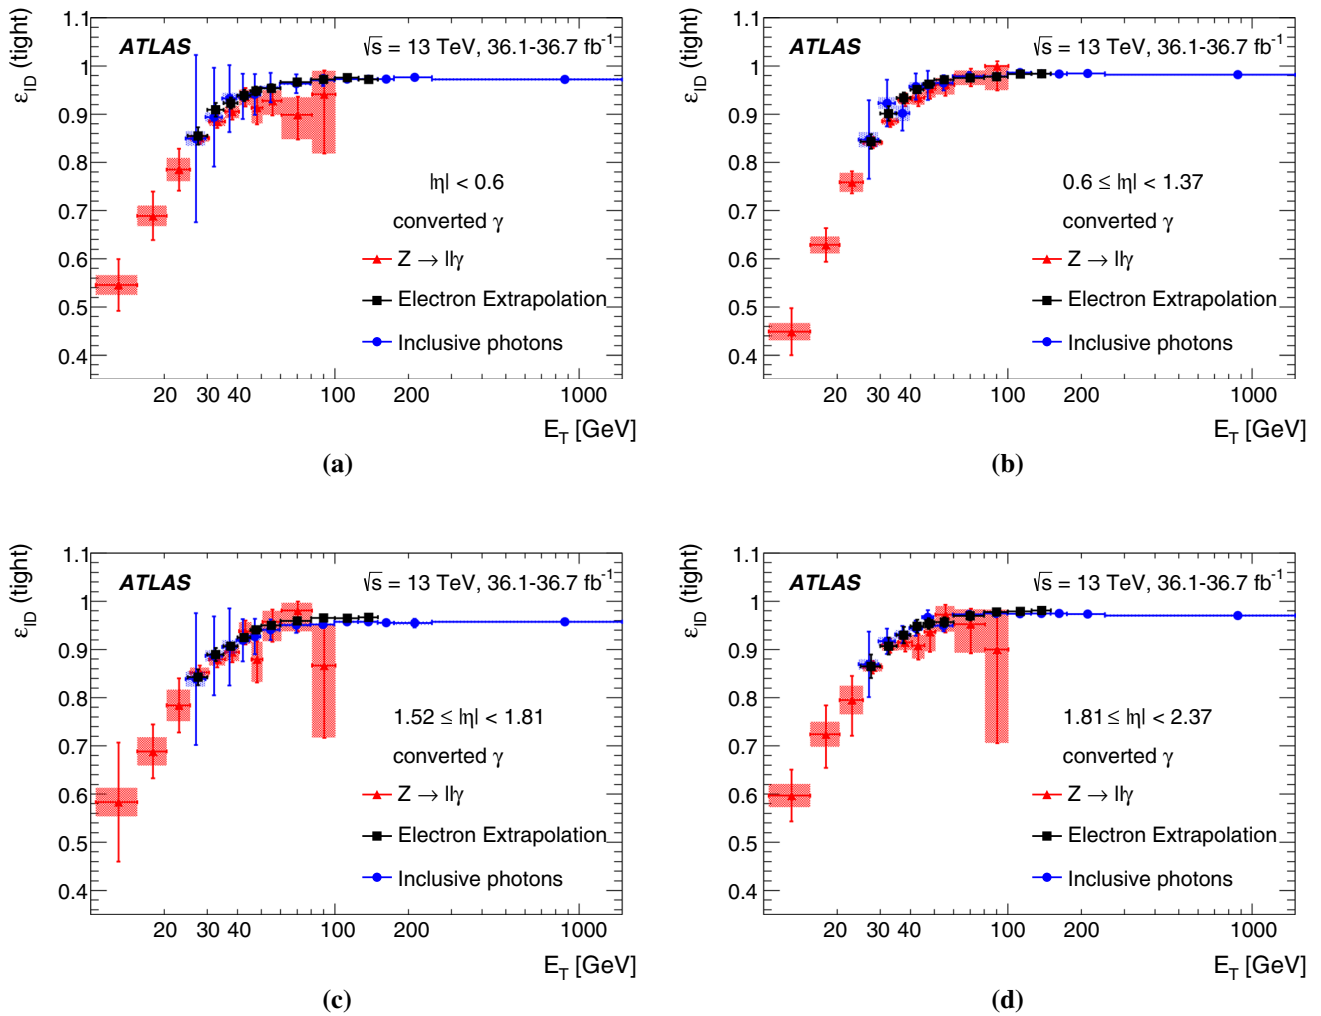 ε_ID (tight)
1.1
1
0.9
0.8
0.7
0.6
0.5
0.4
ATLAS
√s = 13 TeV, 36.1-36.7 fb⁻¹
|η| < 0.6
converted γ
Z → llγ
Electron Extrapolation
Inclusive photons
20 30 40 100 200 1000
E_T [GeV]
(a)
ε_ID (tight)
1.1
1
0.9
0.8
0.7
0.6
0.5
0.4
ATLAS
√s = 13 TeV, 36.1-36.7 fb⁻¹
0.6 ≤ |η| < 1.37
converted γ
Z → llγ
Electron Extrapolation
Inclusive photons
20 30 40 100 200 1000
E_T [GeV]
(b)
ε_ID (tight)
1.1
1
0.9
0.8
0.7
0.6
0.5
0.4
ATLAS
√s = 13 TeV, 36.1-36.7 fb⁻¹
1.52 ≤ |η| < 1.81
converted γ
Z → llγ
Electron Extrapolation
Inclusive photons
20 30 40 100 200 1000
E_T [GeV]
(c)
ε_ID (tight)
1.1
1
0.9
0.8
0.7
0.6
0.5
0.4
ATLAS
√s = 13 TeV, 36.1-36.7 fb⁻¹
1.81 ≤ |η| < 2.37
converted γ
Z → llγ
Electron Extrapolation
Inclusive photons
20 30 40 100 200 1000
E_T [GeV]
(d)